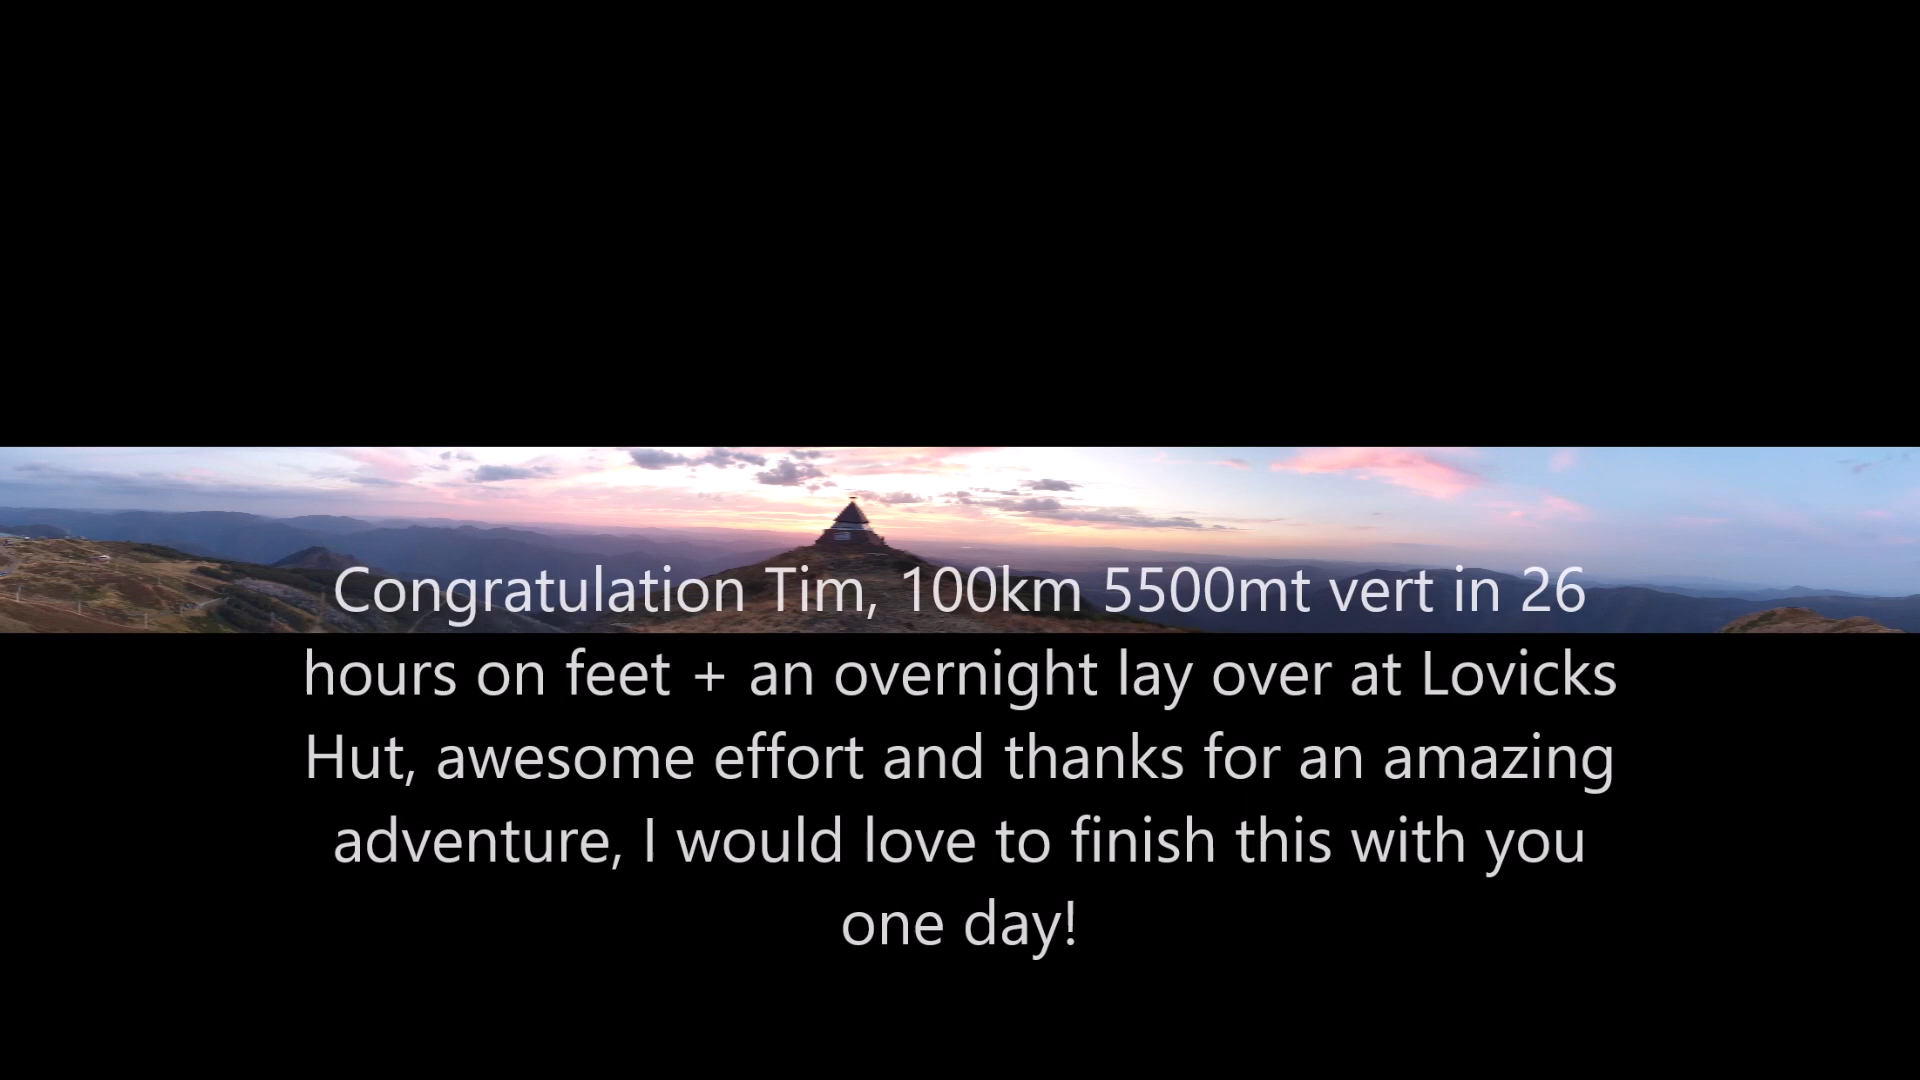 Congratulation Tim, 100km 5500mt vert in 26
hours on feet + an overnight lay over at Lovicks
Hut, awesome effort and thanks for an amazing
adventure, I would love to finish this with you
one day!